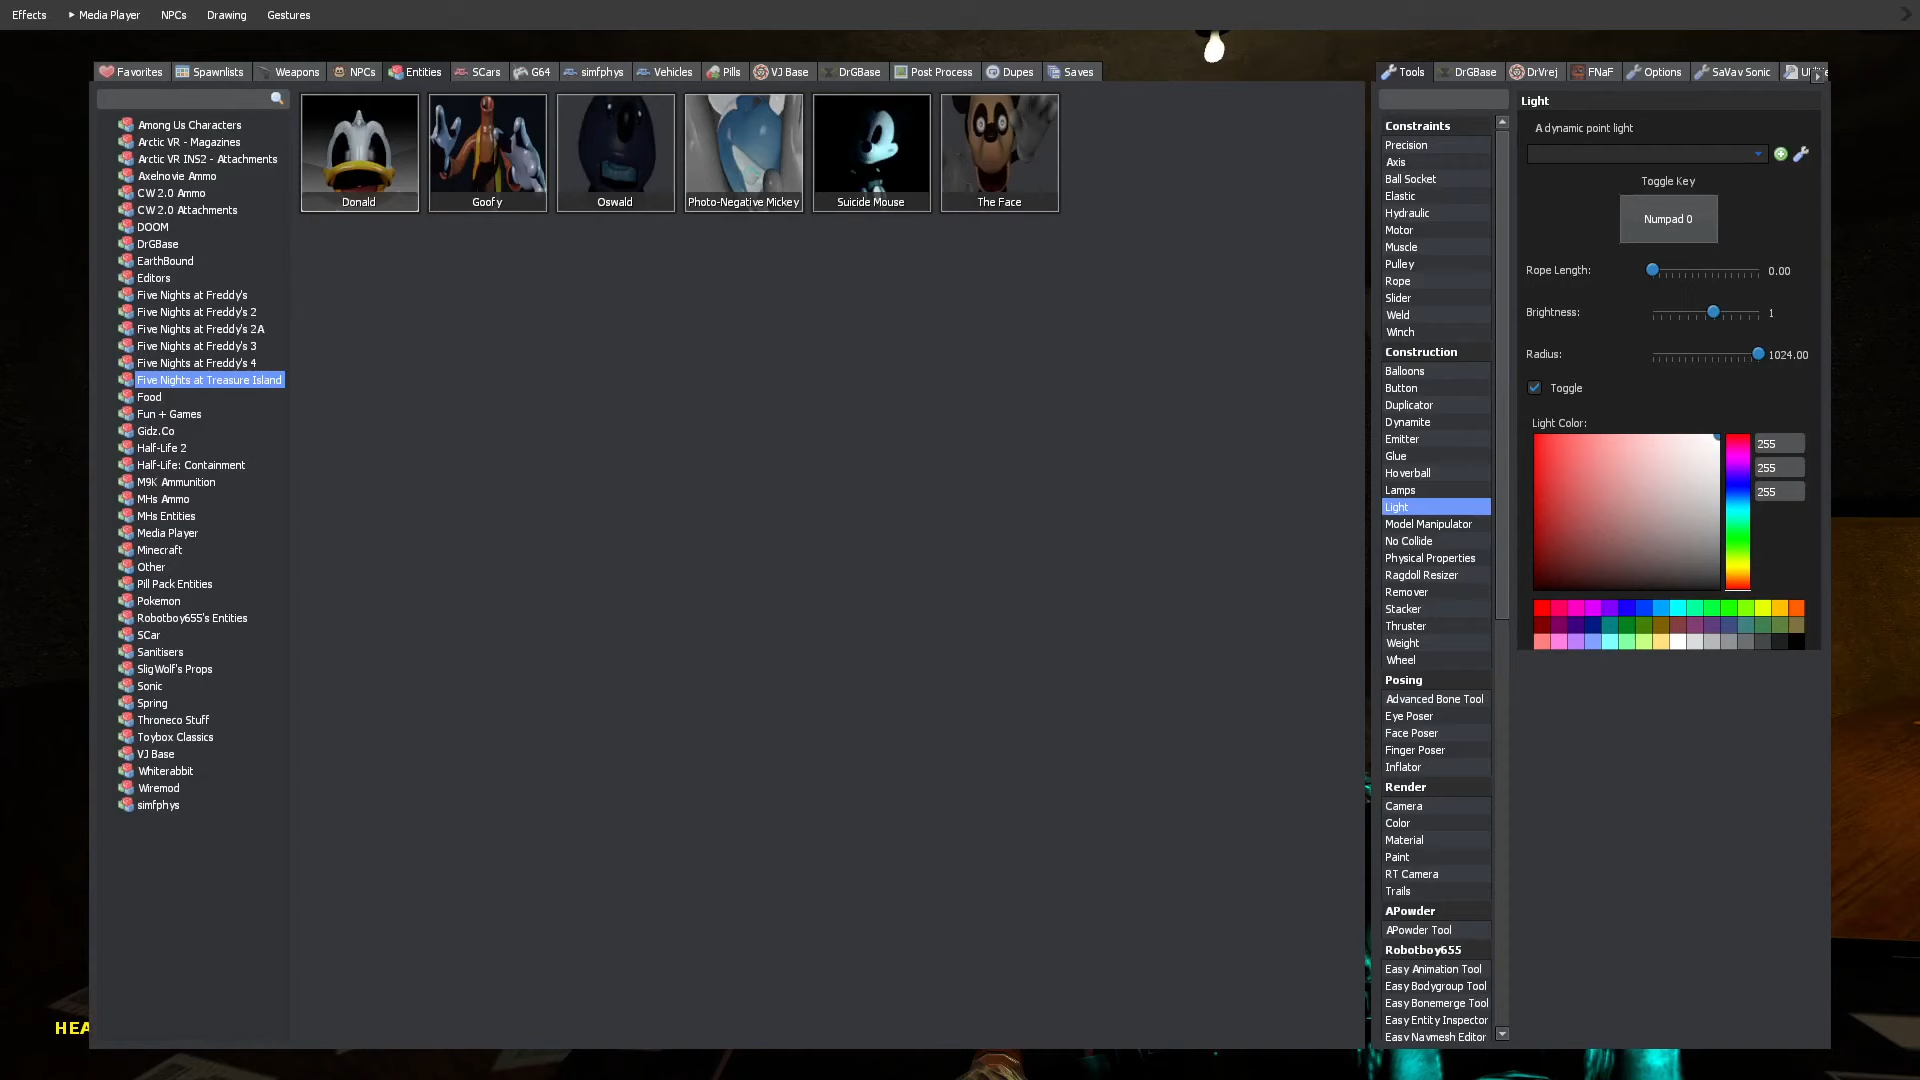 Effects
Media Player
NPCs
Drawing
Gestures
Favorites
Spawnlists
Weapons
NPCs
Entities
SCars
G64
simfphys
Vehicles
Pills
VJ Base
DrGBase
Post Process
Dupes
Saves
Among Us Characters
Arctic VR - Magazines
Arctic VR INS2 - Attachments
Axelnovie Ammo
CW 2.0 Ammo
CW 2.0 Attachments
DOOM
DrGBase
EarthBound
Editors
Five Nights at Freddy's
Five Nights at Freddy's 2
Five Nights at Freddy's 2A
Five Nights at Freddy's 3
Five Nights at Freddy's 4
Five Nights at Treasure Island
Food
Fun + Games
Gidz.Co
Half-Life 2
Half-Life: Containment
M9K Ammunition
MHs Ammo
MHs Entities
Media Player
Minecraft
Other
Pill Pack Entities
Pokemon
Robotboy655's Entities
SCar
Sanitisers
SligWolf's Props
Sonic
Spring
Throneco Stuff
Toybox Classics
VJ Base
Whiterabbit
Wiremod
simfphys
Donald
Goofy
Oswald
Photo-Negative Mickey
Suicide Mouse
The Face
Tools
DrGBase
DrVrej
FNaF
Options
SaVav Sonic
Constraints
Precision
Axis
Ball Socket
Elastic
Hydraulic
Motor
Muscle
Pulley
Rope
Slider
Weld
Winch
Construction
Balloons
Button
Duplicator
Dynamite
Emitter
Glue
Hoverball
Lamps
Light
Model Manipulator
No Collide
Physical Properties
Ragdoll Resizer
Remover
Stacker
Thruster
Weight
Wheel
Posing
Advanced Bone Tool
Eye Poser
Face Poser
Finger Poser
Inflator
Render
Camera
Color
Material
Paint
RT Camera
Trails
APowder
APowder Tool
Robotboy655
Easy Animation Tool
Easy Bodygroup Tool
Easy Bonemerge Tool
Easy Entity Inspector
Easy Navmesh Editor
Light
A dynamic point light
Toggle Key
Numpad 0
Rope Length: 0.00
Brightness: 1
Radius: 1024.00
Toggle
Light Color:
255
255
255
HEA